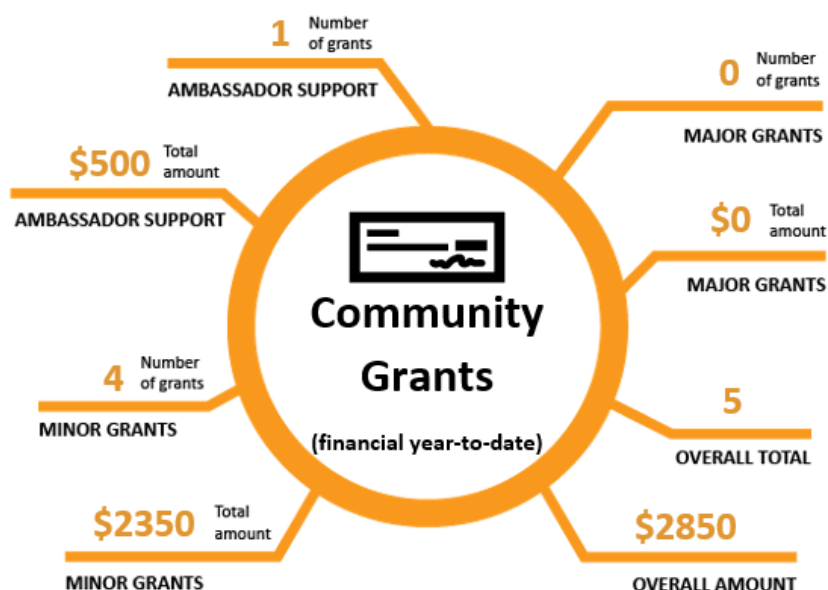 1 Number
of grants
AMBASSADOR SUPPORT
0 Number
of grants
MAJOR GRANTS
$500 Total
amount
AMBASSADOR SUPPORT
$0 Total
amount
MAJOR GRANTS
Community
Grants
(financial year-to-date)
4 Number
of grants
MINOR GRANTS
5
OVERALL TOTAL
$2350 Total
amount
MINOR GRANTS
$2850
OVERALL AMOUNT